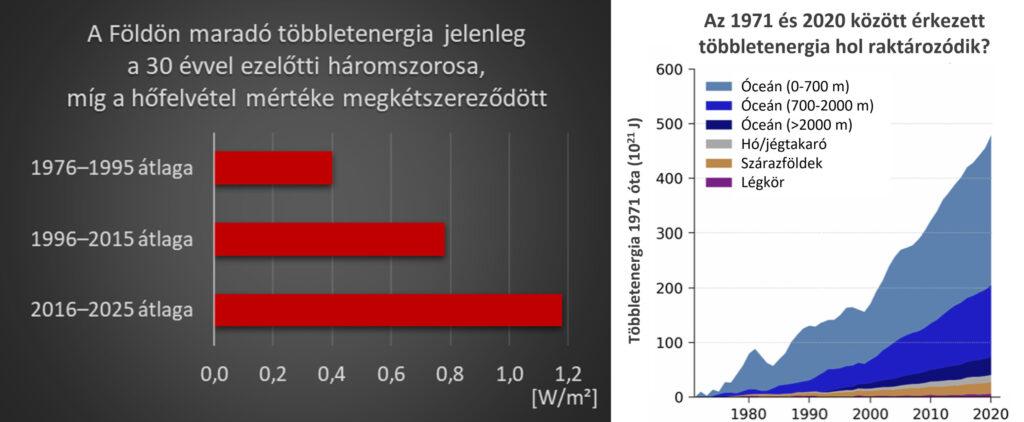 A Földön maradó többletenergia jelenleg
a 30 évvel ezelőtti háromszorosa,
míg a hőfelvétel mértéke megkétszereződött
1976–1995 átlaga
1996–2015 átlaga
2016–2025 átlaga
0,0 0,2 0,4 0,6 0,8 1,0 1,2
[W/m²]
Az 1971 és 2020 között érkezett
többletenergia hol raktározódik?
Többletenergia 1971 óta (10²¹ J)
600
500
400
300
200
100
0
Óceán (0-700 m)
Óceán (700-2000 m)
Óceán (>2000 m)
Hó/jégtakaró
Szárazföldek
Légkör
1980 1990 2000 2010 2020